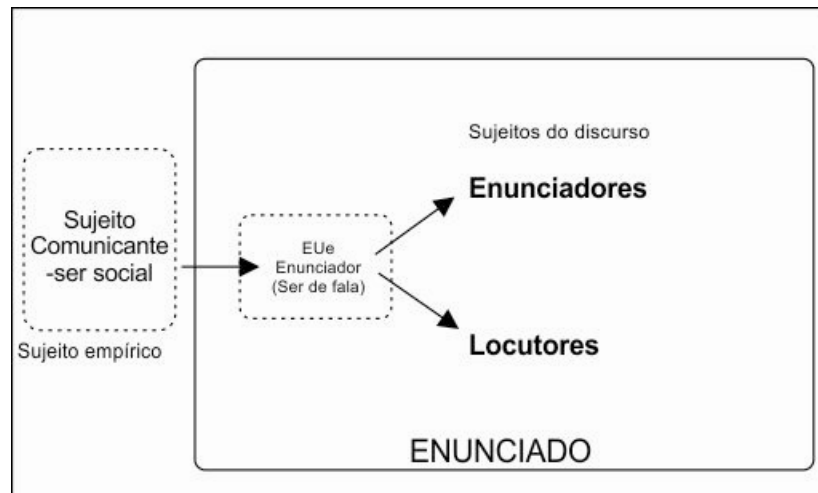 Sujeito
Comunicante
-ser social
Sujeito empírico
EUe
Enunciador
(Ser de fala)
Sujeitos do discurso
Enunciadores
Locutores
ENUNCIADO